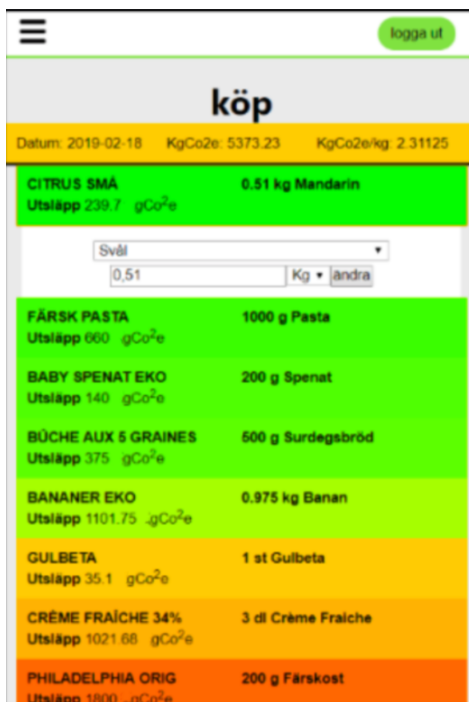 logga ut
köp
Datum: 2019-02-18 KgCo2e: 5373.23 KgCo2e/kg: 2.31125
CITRUS SMÅ 0.51 kg Mandarin
Utsläpp 239.7 gCo²e
Svål
0,51 Kg ändra
FÄRSK PASTA 1000 g Pasta
Utsläpp 660 gCo²e
BABY SPENAT EKO 200 g Spenat
Utsläpp 140 gCo²e
BÛCHE AUX 5 GRAINES 500 g Surdegsbröd
Utsläpp 375 gCo²e
BANANER EKO 0.975 kg Banan
Utsläpp 1101.75 gCo²e
GULBETA 1 st Gulbeta
Utsläpp 35.1 gCo²e
CRÈME FRAÎCHE 34% 3 dl Crème Fraiche
Utsläpp 1021.68 gCo²e
PHILADELPHIA ORIG 200 g Färskost
Utsläpp 1800 gCo²e